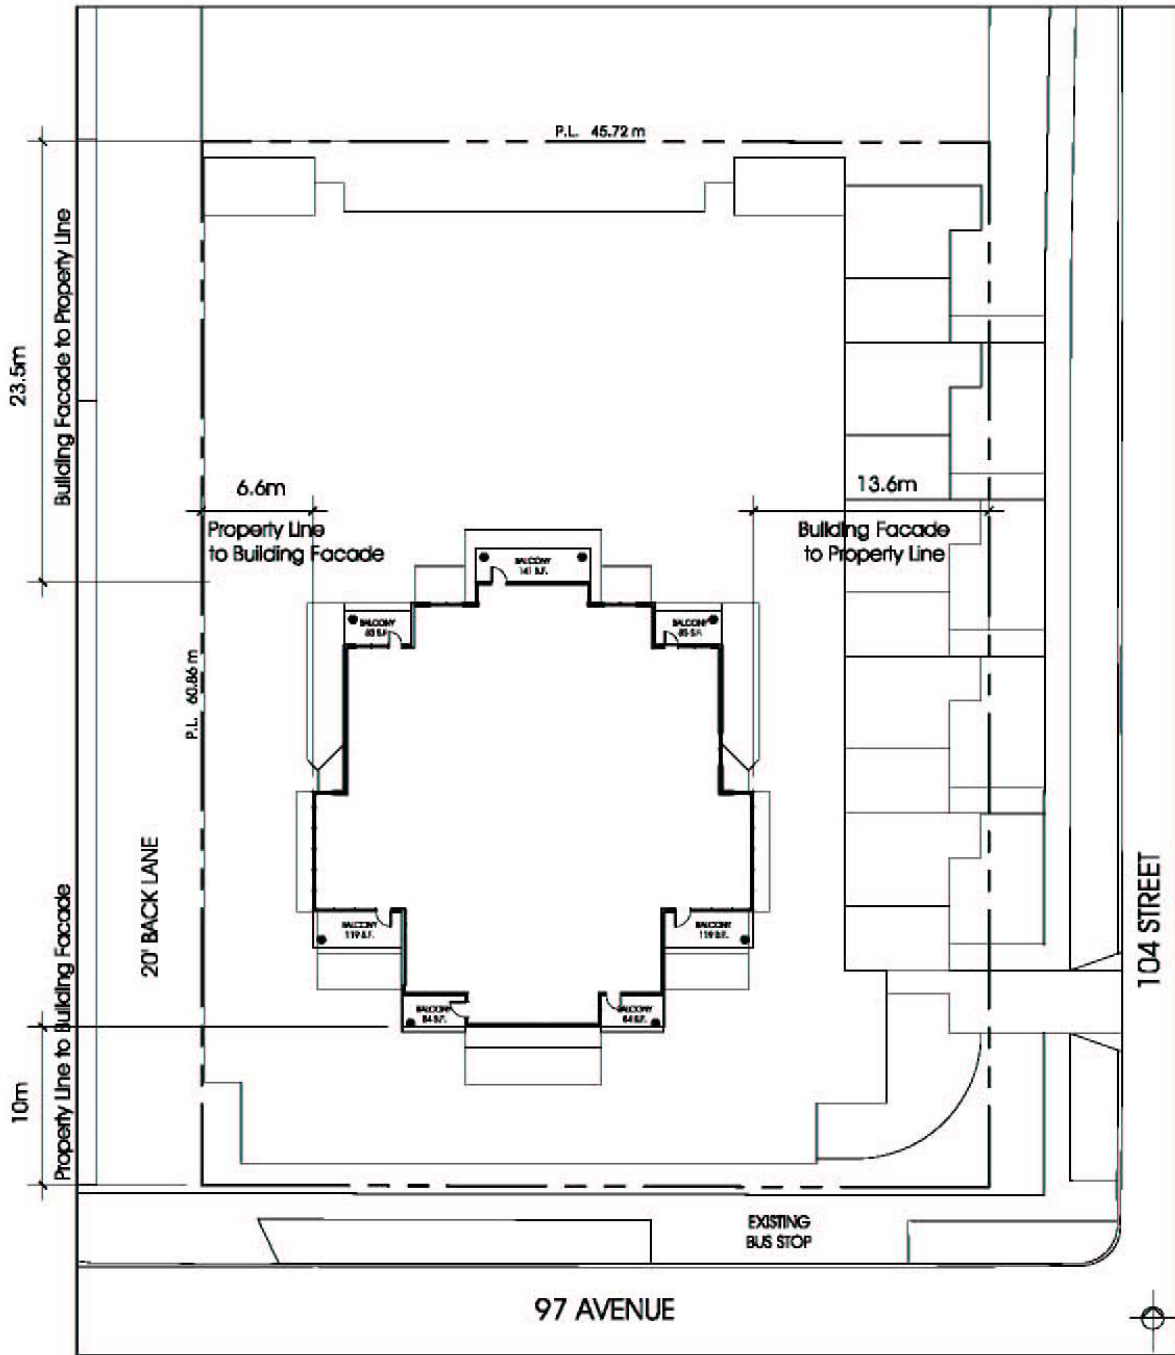 P.L. 45.72 m
23.5m
Building Facade to Property Line
6.6m
Property Line
to Building Facade
13.6m
Building Facade
to Property Line
BALCONY
141 S.F.
BALCONY
BALCONY
P.L. 60.86 m
20' BACK LANE
BALCONY
119 S.F.
BALCONY
119 S.F.
BALCONY
64 S.F.
BALCONY
64 S.F.
10m
Property Line to Building Facade
104 STREET
EXISTING
BUS STOP
97 AVENUE